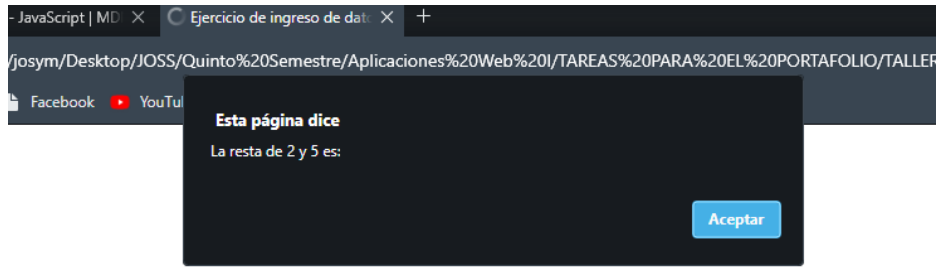 - JavaScript | MD
Ejercicio de ingreso de dato
/josym/Desktop/JOSS/Quinto%20Semestre/Aplicaciones%20Web%20I/TAREAS%20PARA%20EL%20PORTAFOLIO/TALLER
Facebook YouTu
Esta página dice
La resta de 2 y 5 es:
Aceptar